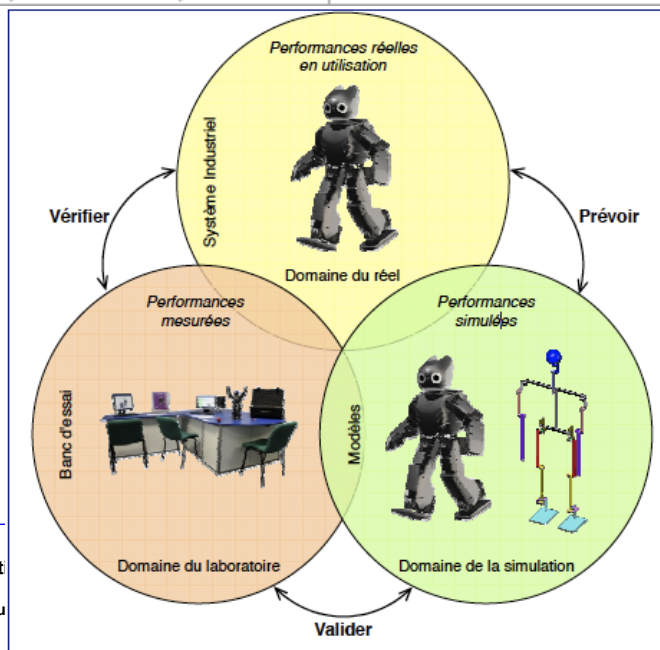 Performances réelles
en utilisation
Système Industriel
Domaine du réel
Vérifier
Prévoir
Performances
mesurées
Banc d'essai
Domaine du laboratoire
Performances
simulées
Modèles
Domaine de la simulation
Valider